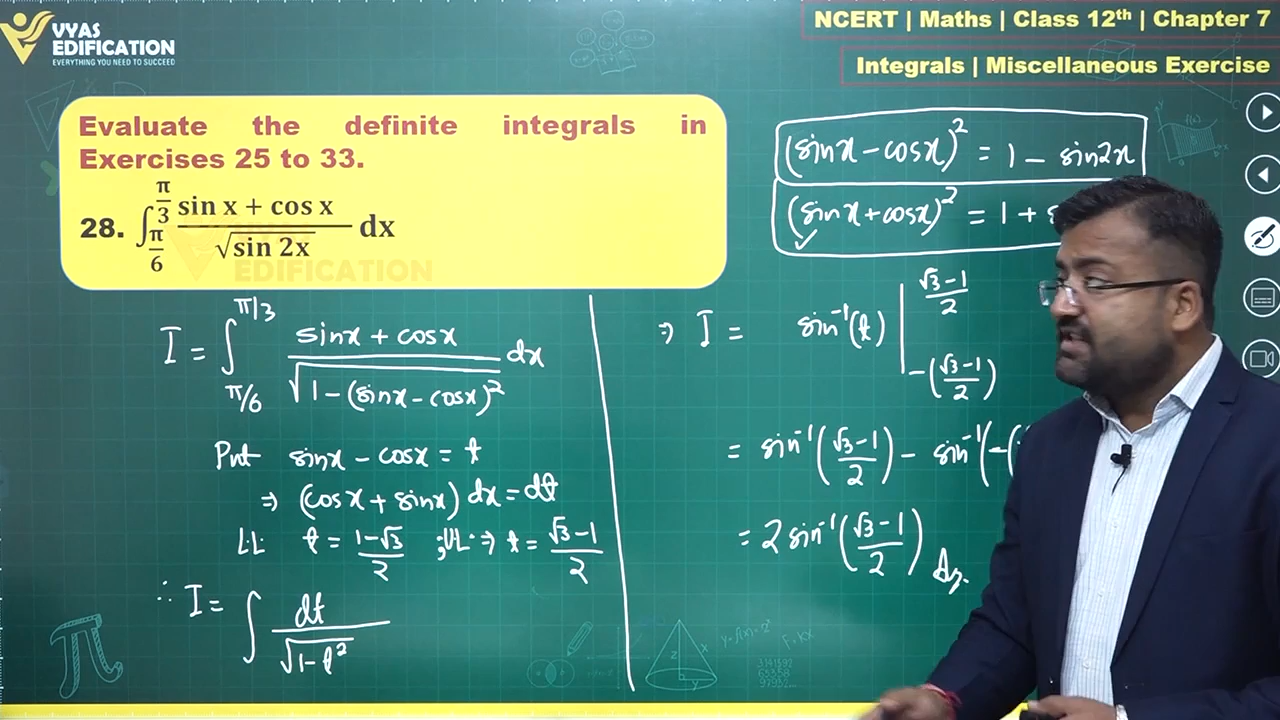 VYAS
EDIFICATION
EVERYTHING YOU NEED TO SUCCEED
NCERT | Maths | Class 12th | Chapter 7
Integrals | Miscellaneous Exercise
Evaluate the definite integrals in
Exercises 25 to 33.
28. ∫_{π/6}^{π/3} (sin x + cos x)/√(sin 2x) dx
EDIFICATION
(sinx - cosx)² = 1 - sin2x
(sinx + cosx)² = 1 +
I = ∫_{π/6}^{π/3} (sinx + cosx)/√(1-(sinx-cosx)²) dx
Put sinx - cosx = t
⇒ (cosx + sinx) dx = dt
L.L t = (1-√3)/2 ; U.L ⇒ t = (√3-1)/2
∴ I = ∫ dt/√(1-t²)
⇒ I = sin⁻¹(t) |_{-((√3-1)/2)}^{(√3-1)/2}
= sin⁻¹((√3-1)/2) - sin⁻¹(-(
= 2 sin⁻¹((√3-1)/2) Ans.